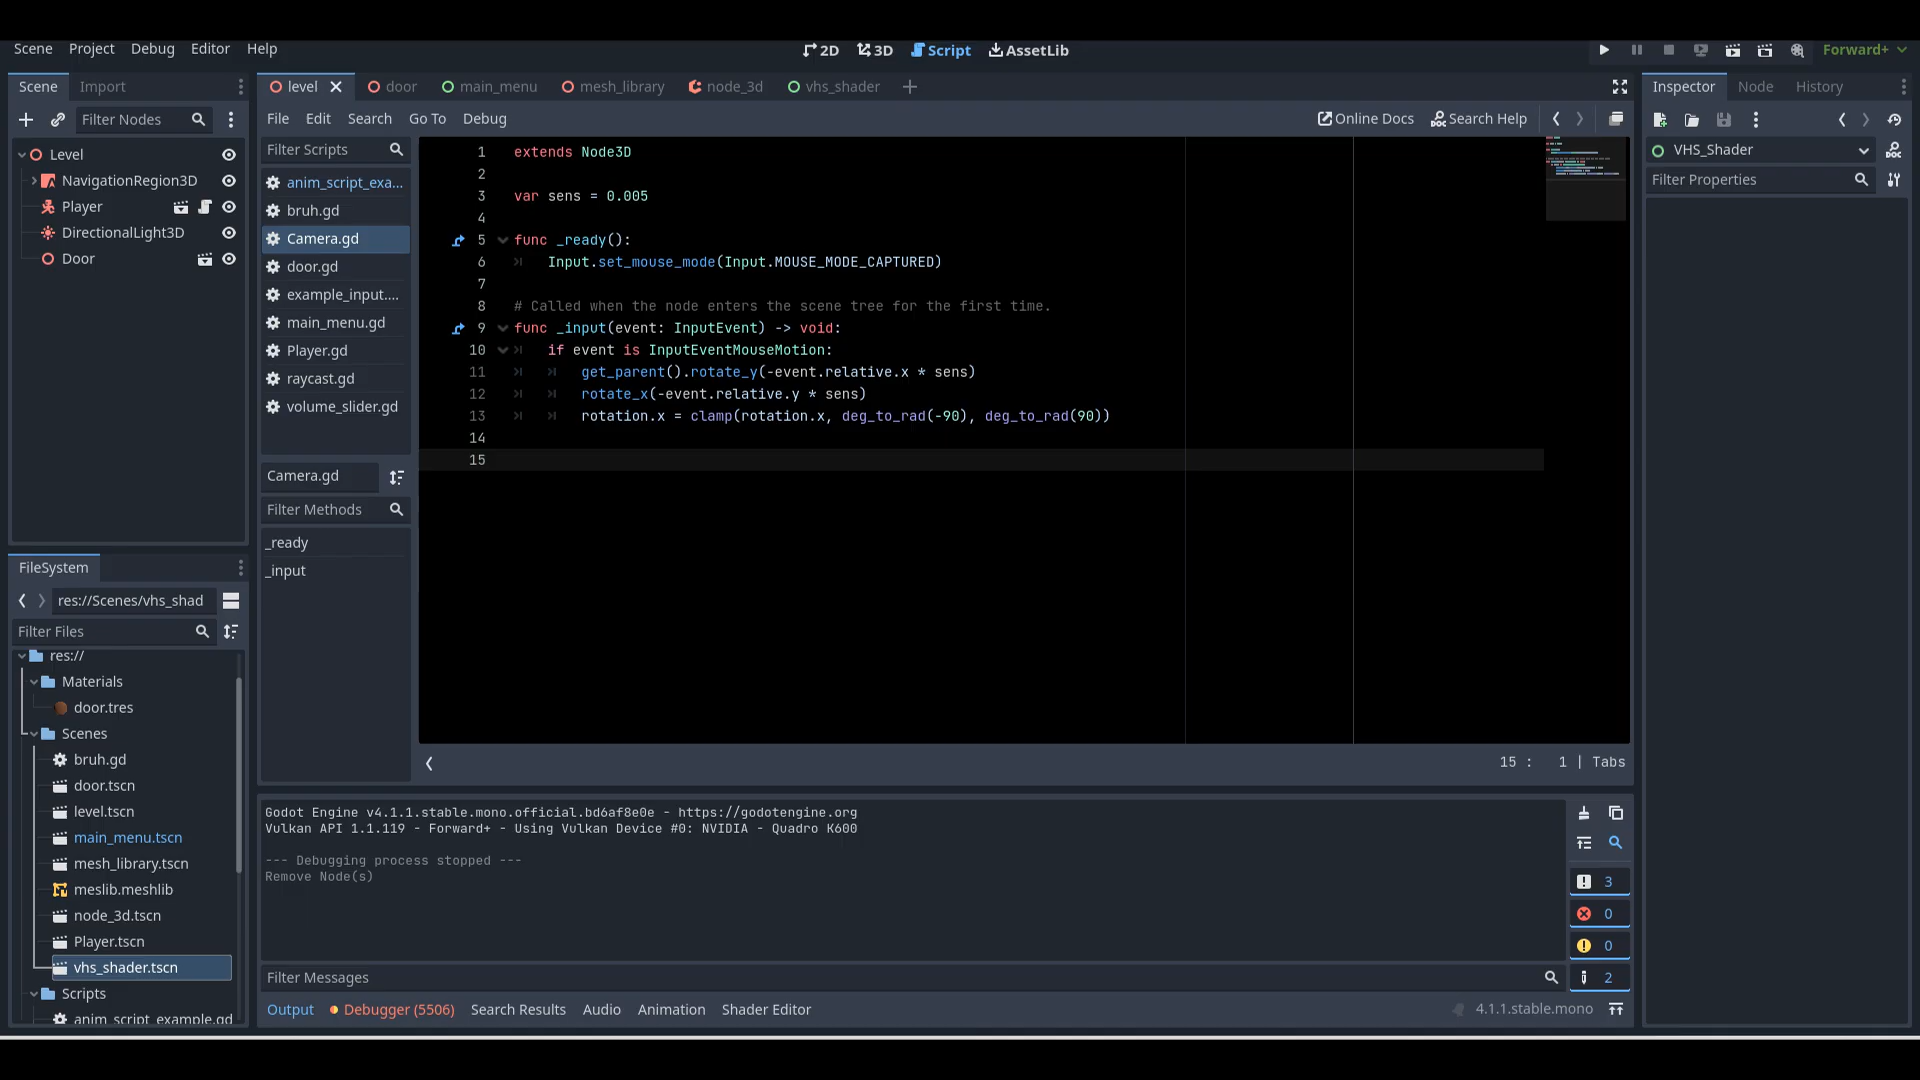 Scene Project Debug Editor Help
2D 3D Script AssetLib
Forward+
Scene Import
Filter Nodes
Level
NavigationRegion3D
Player
DirectionalLight3D
Door
FileSystem
res://Scenes/vhs_shad
Filter Files
res://
Materials
door.tres
Scenes
bruh.gd
door.tscn
level.tscn
main_menu.tscn
mesh_library.tscn
meslib.meshlib
node_3d.tscn
Player.tscn
vhs_shader.tscn
Scripts
anim_script_example.gd
level door main_menu mesh_library node_3d vhs_shader
File Edit Search Go To Debug
Online Docs Search Help
Filter Scripts
anim_script_exa...
bruh.gd
Camera.gd
door.gd
example_input....
main_menu.gd
Player.gd
raycast.gd
volume_slider.gd
Camera.gd
Filter Methods
_ready
_input
1 extends Node3D
2
3 var sens = 0.005
4
5 func _ready():
6 Input.set_mouse_mode(Input.MOUSE_MODE_CAPTURED)
7
8 # Called when the node enters the scene tree for the first time.
9 func _input(event: InputEvent) -> void:
10 if event is InputEventMouseMotion:
11 get_parent().rotate_y(-event.relative.x * sens)
12 rotate_x(-event.relative.y * sens)
13 rotation.x = clamp(rotation.x, deg_to_rad(-90), deg_to_rad(90))
14
15
15 : 1 | Tabs
Godot Engine v4.1.1.stable.mono.official.bd6af8e0e - https://godotengine.org
Vulkan API 1.1.119 - Forward+ - Using Vulkan Device #0: NVIDIA - Quadro K600
--- Debugging process stopped ---
Remove Node(s)
3
0
0
2
Filter Messages
Output Debugger (5506) Search Results Audio Animation Shader Editor
4.1.1.stable.mono
Inspector Node History
VHS_Shader
Filter Properties